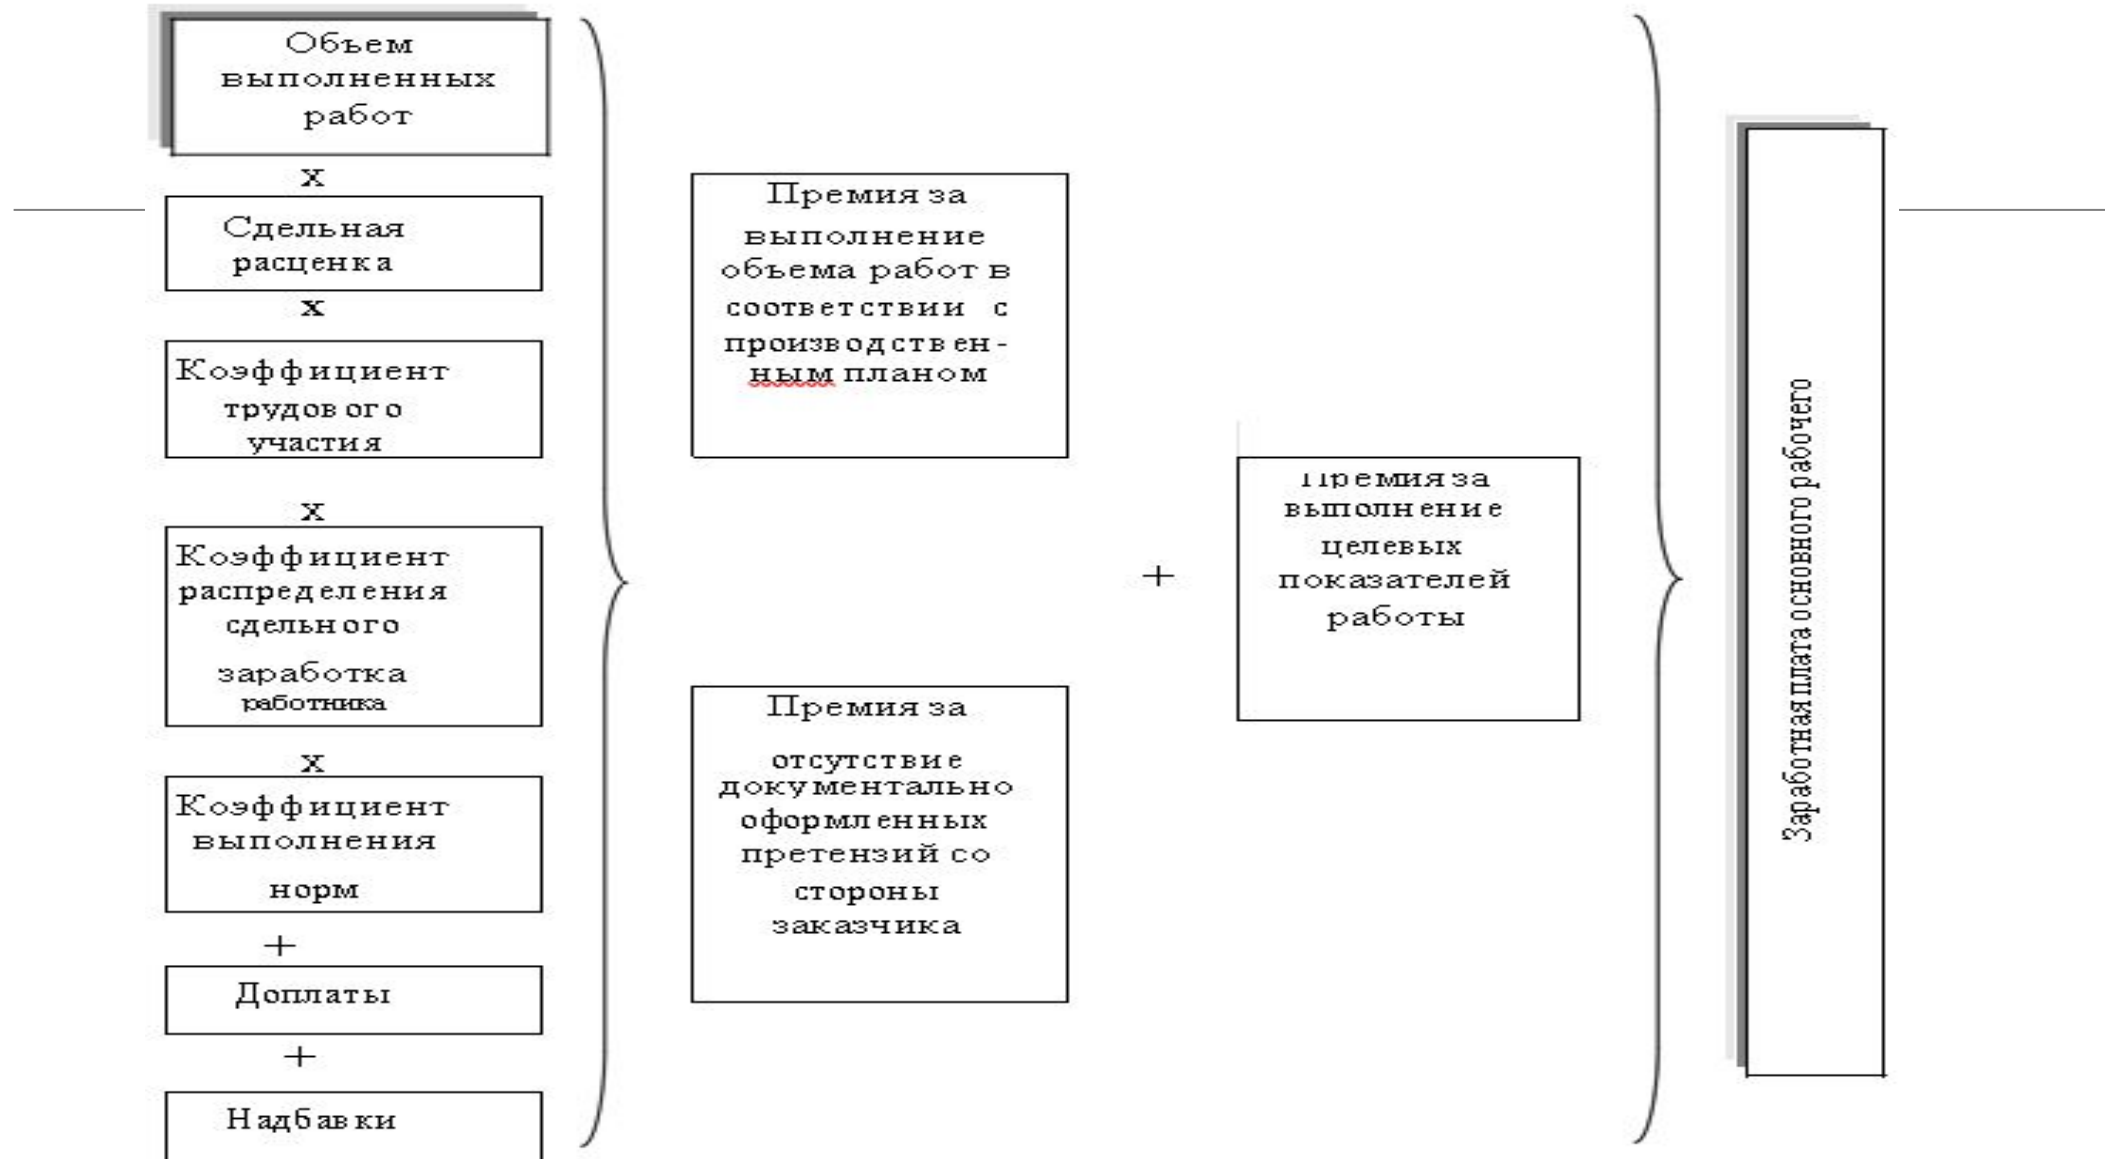 Объем
выполненных
работ
х
Сдельная
расценка
х
Коэффициент
трудового
участия
х
Коэффициент
распределения
сдельного
заработка
работника
х
Коэффициент
выполнения
норм
+
Доплаты
+
Надбавки
Премия за
выполнение
объема работ в
соответствии с
производствен-
ным планом
Премия за
отсутствие
документально
оформленных
претензий со
стороны
заказчика
+
Премия за
выполнение
целевых
показателей
работы
Заработная плата основного рабочего